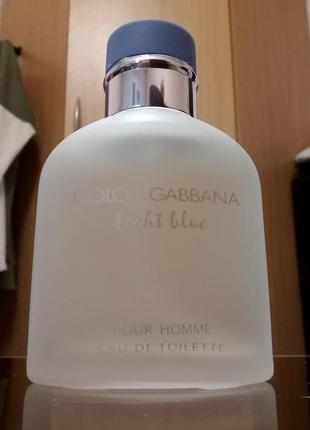 DOLCE & GABBANA
light blue
POUR HOMME
EAU DE TOILETTE